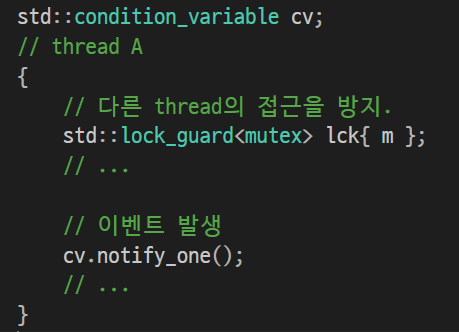 std::condition_variable cv;
// thread A
{
// 다른 thread의 접근을 방지.
std::lock_guard<mutex> lck{ m };
// ...
// 이벤트 발생
cv.notify_one();
// ...
}